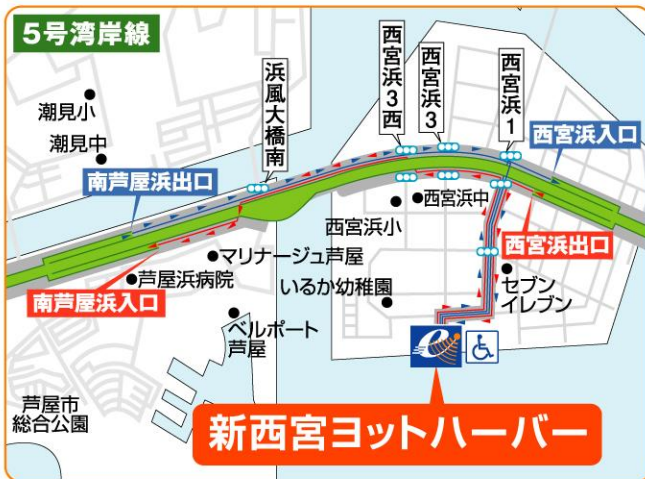 5号湾岸線
潮見小
潮見中
浜風大橋南
西宮浜3西
西宮浜3
西宮浜1
西宮浜入口
南芦屋浜出口
西宮浜中
西宮浜小
西宮浜出口
マリナージュ芦屋
芦屋浜病院
南芦屋浜入口
いるか幼稚園
セブン
イレブン
ベルポート
芦屋
芦屋市
総合公園
e
新西宮ヨットハーバー